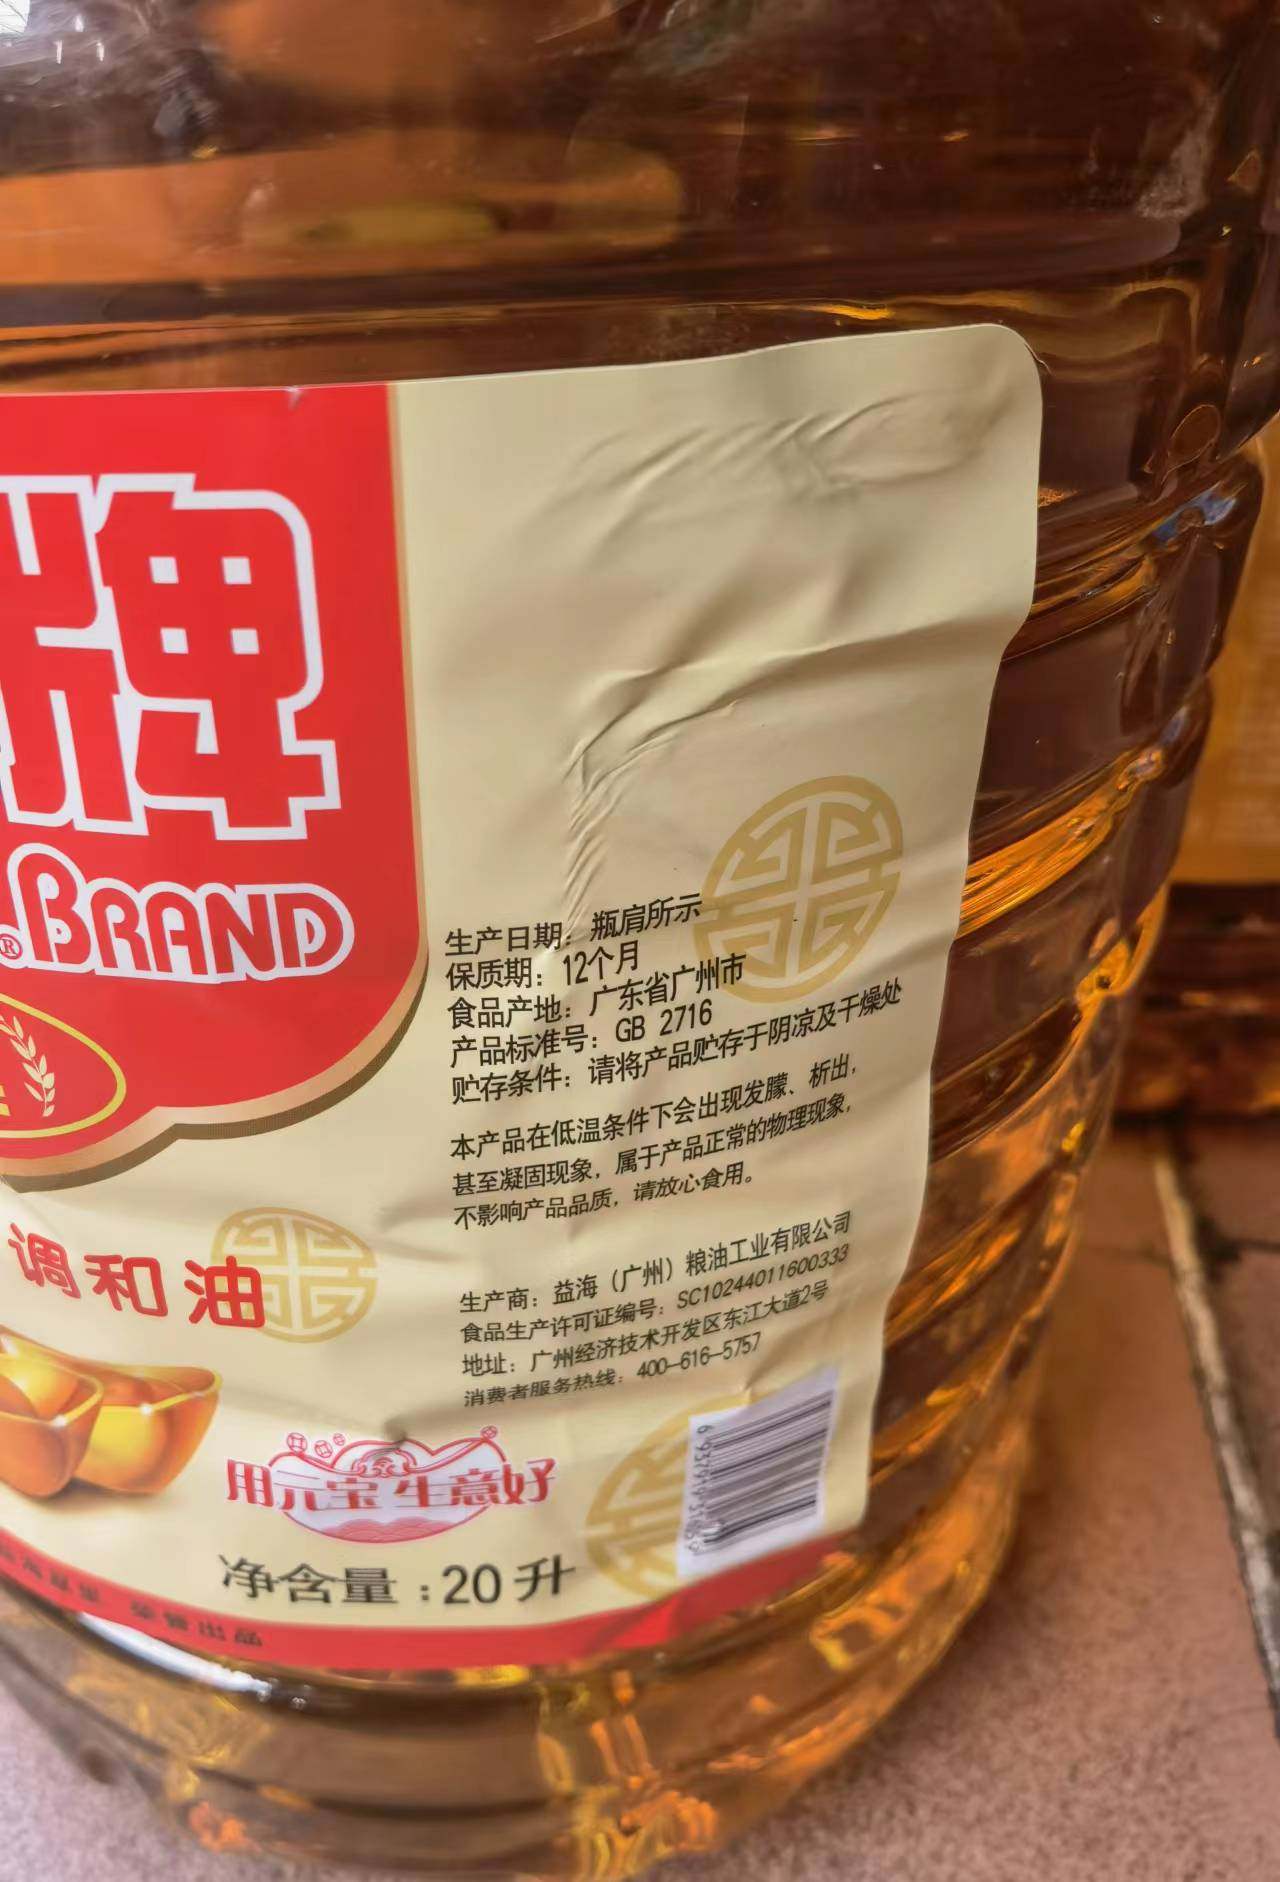 牌
® BRAND
生产日期：瓶肩所示
保质期：12个月
食品产地：广东省广州市
产品标准号：GB 2716
贮存条件：请将产品贮存于阴凉及干燥处
本产品在低温条件下会出现发朦、析出，
甚至凝固现象，属于产品正常的物理现象，
不影响产品品质，请放心食用。
调和油
生产商：益海（广州）粮油工业有限公司
食品生产许可证编号：SC10244011600333
地址：广州经济技术开发区东江大道2号
消费者服务热线：400-616-5757
用元宝生意好
净含量：20升
出品